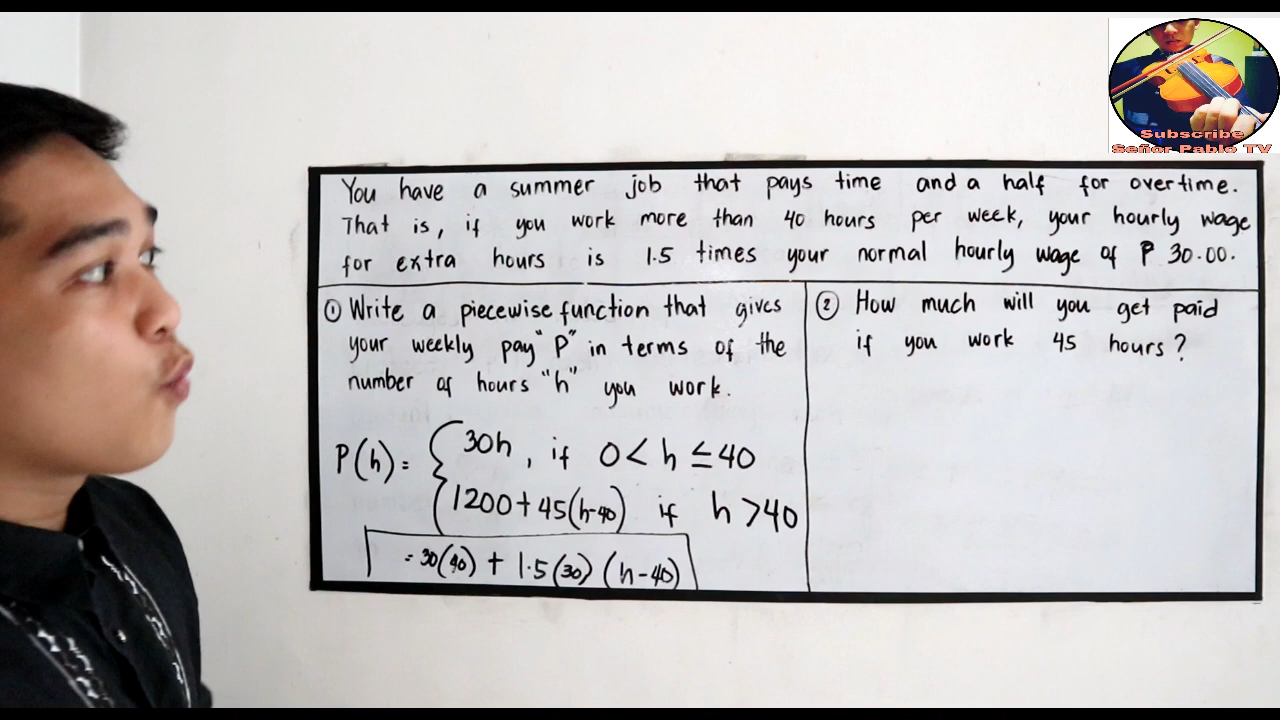 Subscribe
Señor Pablo TV
You have a summer job that pays time and a half for overtime.
That is, if you work more than 40 hours per week, your hourly wage
for extra hours is 1.5 times your normal hourly wage of ₱ 30.00.
① Write a piecewise function that gives
your weekly pay "P" in terms of the
number of hours "h" you work.
P(h) = { 30h, if 0 < h ≤ 40
1200 + 45(h-40) if h > 40
= 30(40) + 1.5(30) (h-40)
② How much will you get paid
if you work 45 hours?